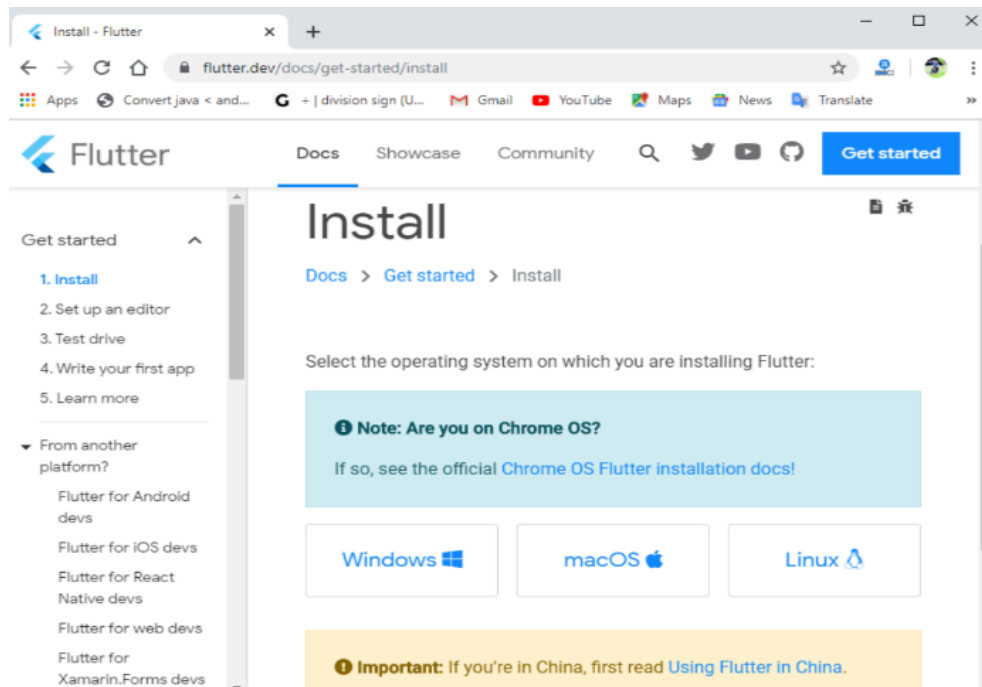 Install - Flutter
flutter.dev/docs/get-started/install
Apps Convert java < and... G ÷ | division sign (U... Gmail YouTube Maps News Translate »
Flutter Docs Showcase Community Get started
Get started
1. Install
2. Set up an editor
3. Test drive
4. Write your first app
5. Learn more
From another
platform?
Flutter for Android
devs
Flutter for iOS devs
Flutter for React
Native devs
Flutter for web devs
Flutter for
Xamarin.Forms devs
Install
Docs > Get started > Install
Select the operating system on which you are installing Flutter:
Note: Are you on Chrome OS?
If so, see the official Chrome OS Flutter installation docs!
Windows macOS Linux
Important: If you're in China, first read Using Flutter in China.